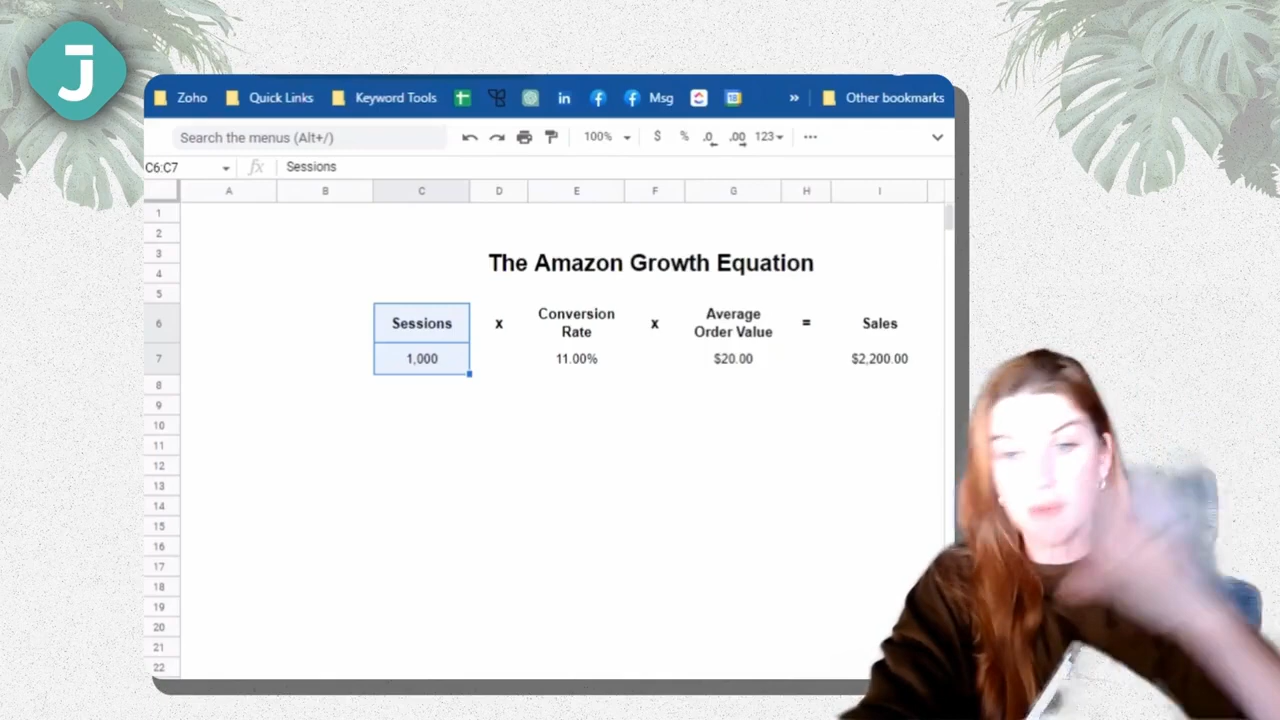 J
Zoho
Quick Links
Keyword Tools
in
Msg
18
»
Other bookmarks
Search the menus (Alt+/)
100%
$
%
.0
.00
123
C6:C7
fx
Sessions
A B C D E F G H I
1
2
3
The Amazon Growth Equation
4
5
6
Sessions x Conversion Rate x Average Order Value = Sales
7 1,000 11.00% $20.00 $2,200.00
8
9
10
11
12
13
14
15
16
17
18
19
20
21
22